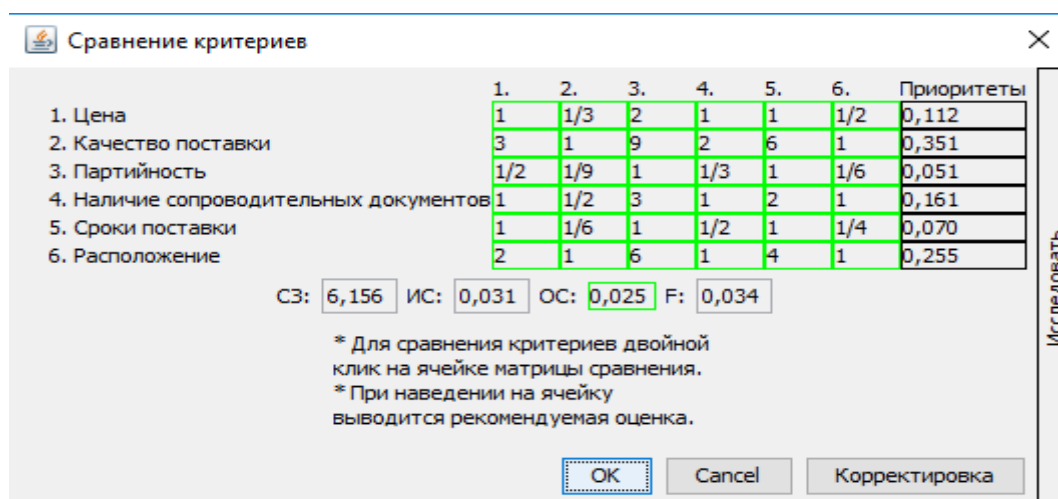 Сравнение критериев
1. 2. 3. 4. 5. 6. Приоритеты
1. Цена 1 1/3 2 1 1 1/2 0,112
2. Качество поставки 3 1 9 2 6 1 0,351
3. Партийность 1/2 1/9 1 1/3 1 1/6 0,051
4. Наличие сопроводительных документов 1 1/2 3 1 2 1 0,161
5. Сроки поставки 1 1/6 1 1/2 1 1/4 0,070
6. Расположение 2 1 6 1 4 1 0,255
СЗ: 6,156 ИС: 0,031 ОС: 0,025 F: 0,034
* Для сравнения критериев двойной
клик на ячейке матрицы сравнения.
* При наведении на ячейку
выводится рекомендуемая оценка.
OK Cancel Корректировка
Исследовать